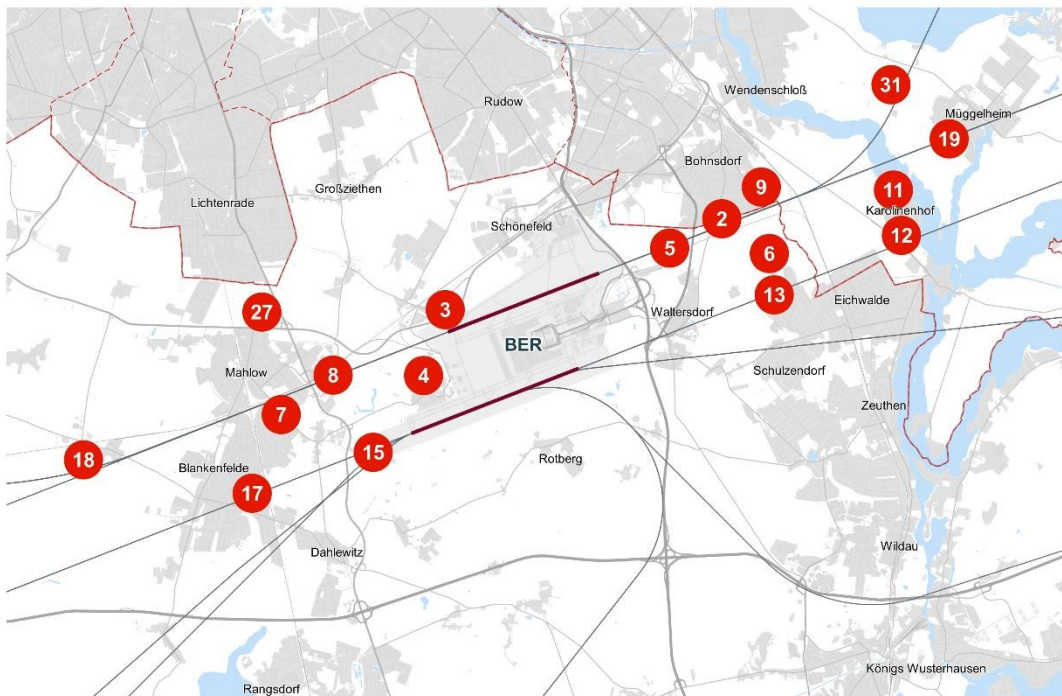 31
Wendenschloß
Rudow
Müggelheim
19
Bohnsdorf
Großziethen
9
11
Lichtenrade
Karolinenhof
2
Schönefeld
12
5
6
13
Eichwalde
27
3
Waltersdorf
BER
Mahlow
8
4
Schulzendorf
7
Zeuthen
15
18
Blankenfelde
Rotberg
17
Dahlewitz
Wildau
Königs Wusterhausen
Rangsdorf